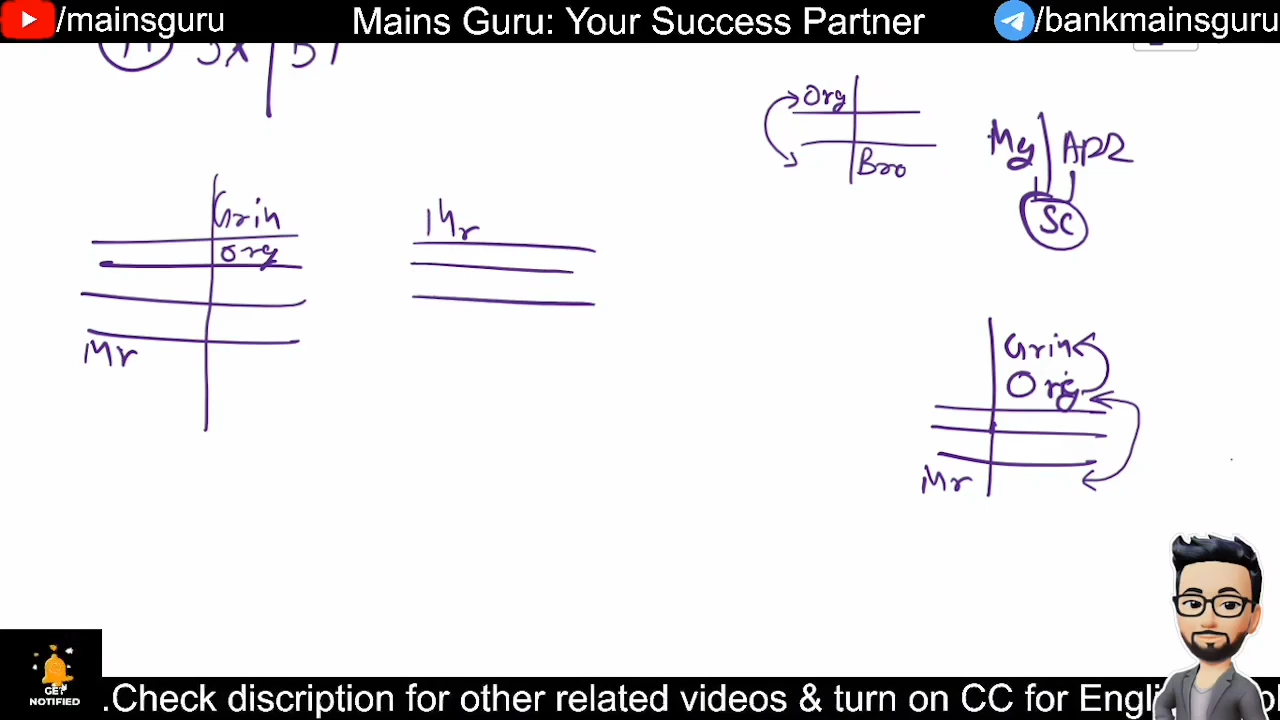 /mainsguru
Mains Guru: Your Success Partner
/bankmainsguru
Org
Bro
My
APR
SC
Grin
Org
Mr
Mr
Grin
Org
Mr
GET
NOTIFIED
.Check discription for other related videos & turn on CC for Engli